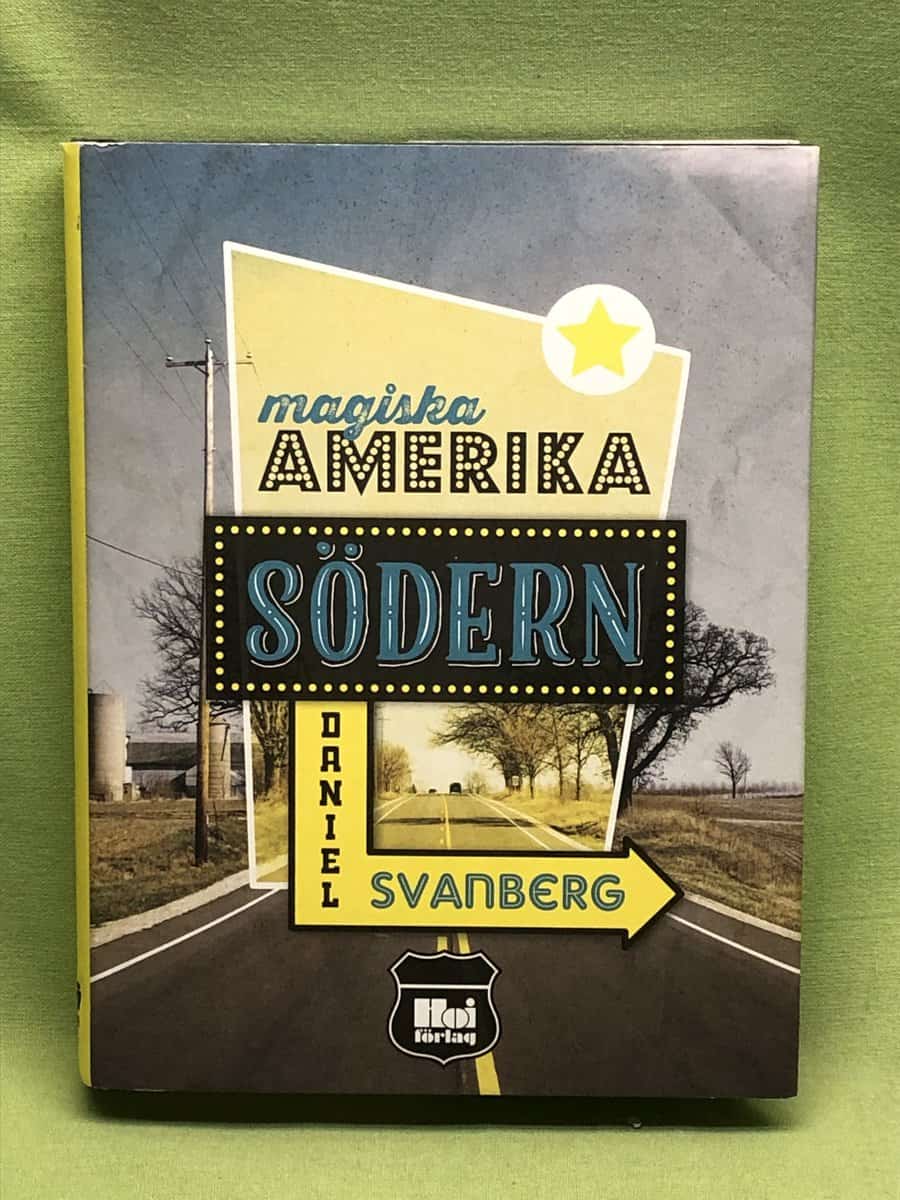 magiska
AMERIKA
SÖDERN
DANIEL
SVANBERG
Hoi
förlag